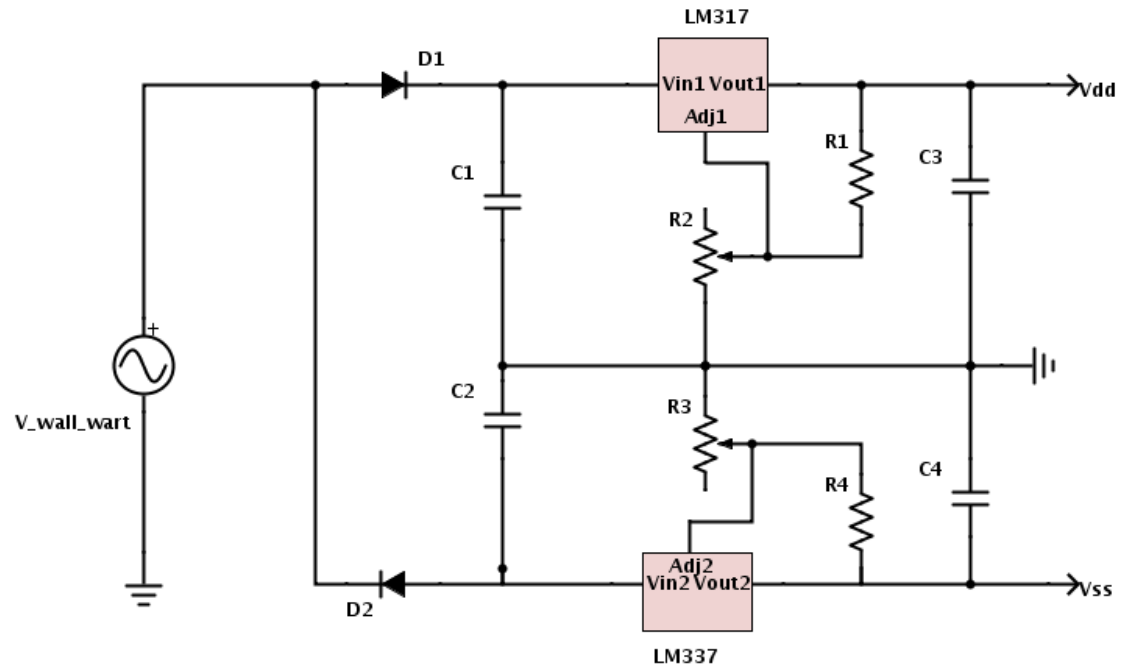 LM317
D1
Vin1 Vout1
Vdd
Adj1
R1
C3
C1
R2
+
C2
R3
V_wall_wart
C4
R4
Adj2
Vin2 Vout2
Vss
D2
LM337